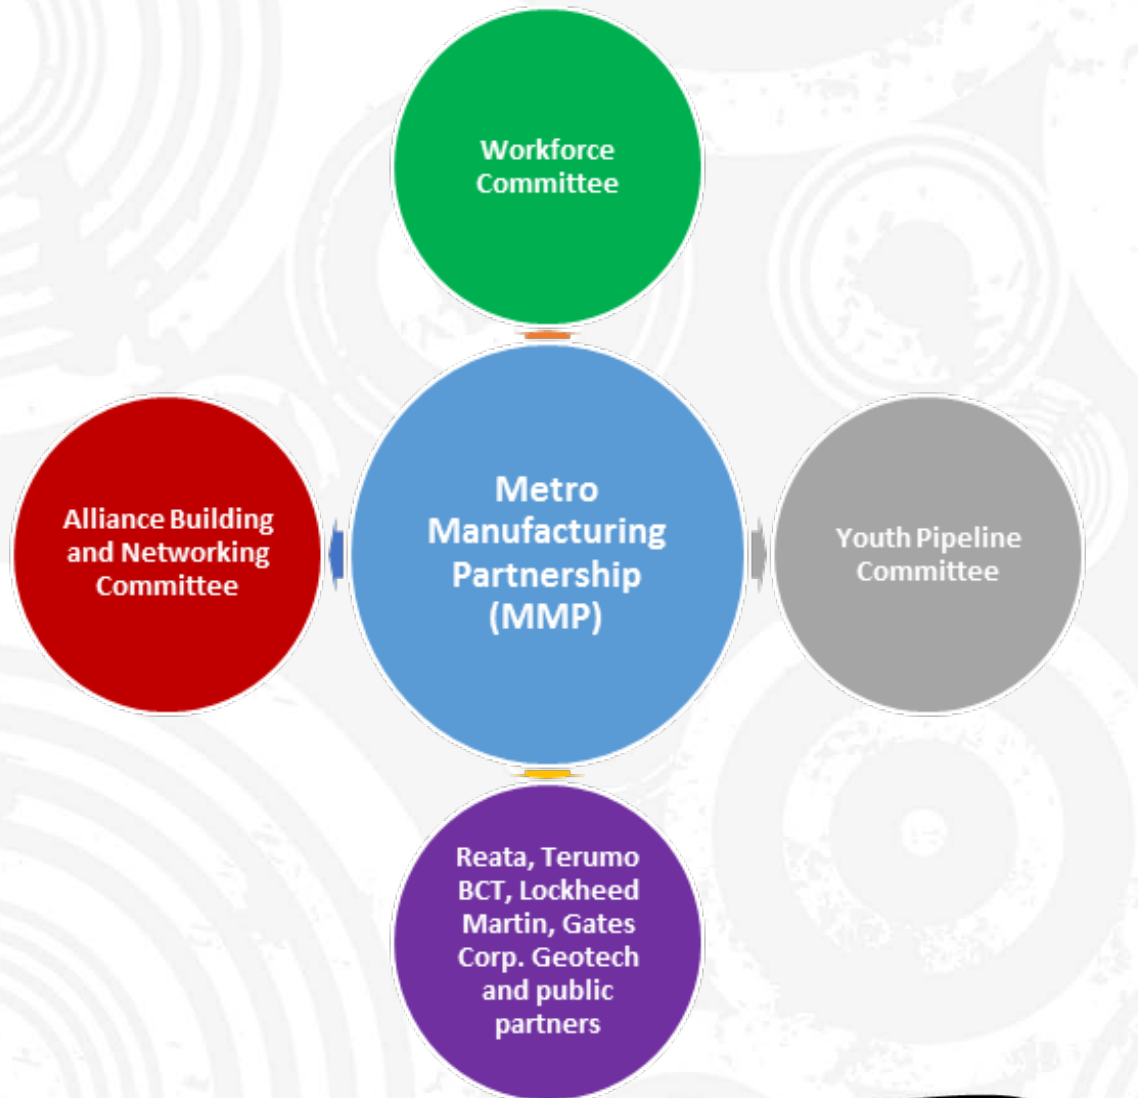 Workforce
Committee
Alliance Building
and Networking
Committee
Metro
Manufacturing
Partnership
(MMP)
Youth Pipeline
Committee
Reata, Terumo
BCT, Lockheed
Martin, Gates
Corp. Geotech
and public
partners